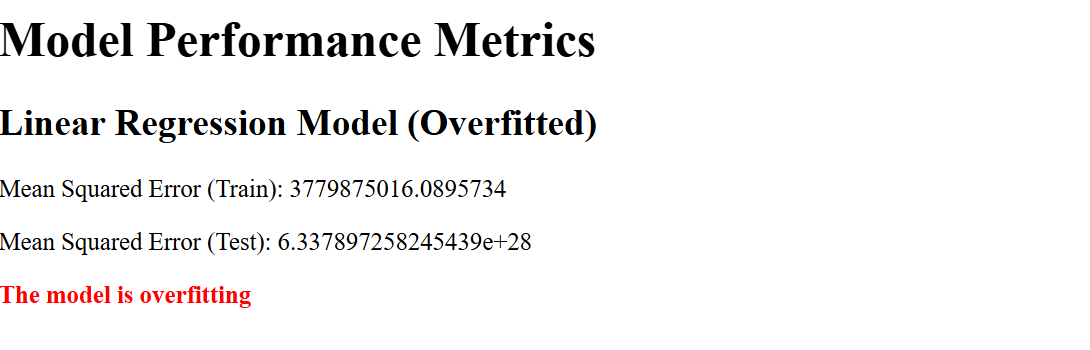 Model Performance Metrics
Linear Regression Model (Overfitted)
Mean Squared Error (Train): 3779875016.0895734
Mean Squared Error (Test): 6.337897258245439e+28
The model is overfitting